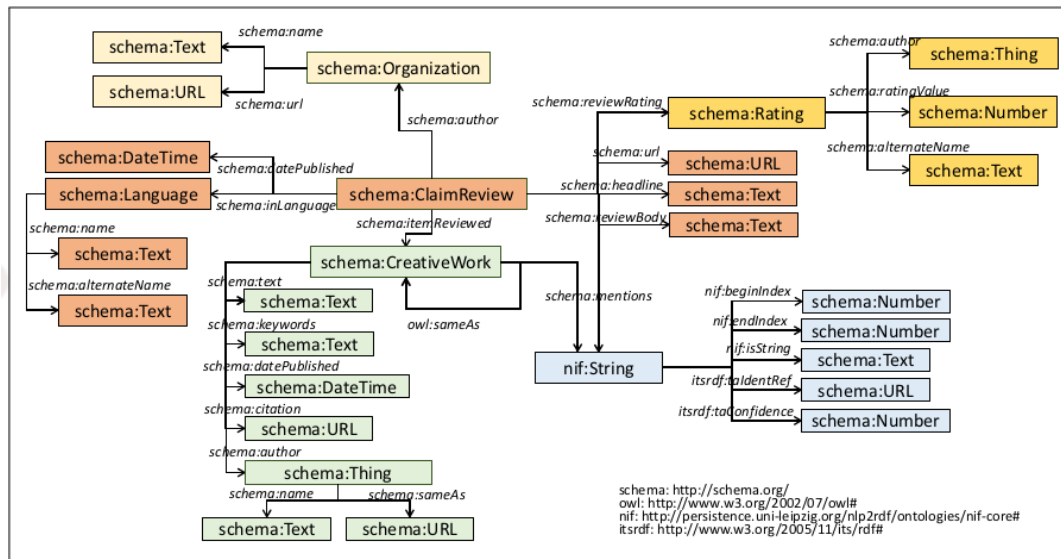 schema:name
schema:Text
schema:Organization
schema:URL
schema:url
schema:author
schema:author
schema:Thing
schema:ratingValue
schema:reviewRating
schema:Rating
schema:Number
schema:alternateName
schema:Text
schema:DateTime
schema:datePublished
schema:Language
schema:inLanguage
schema:ClaimReview
schema:url
schema:URL
schema:headline
schema:Text
schema:reviewBody
schema:Text
schema:name
schema:Text
schema:alternateName
schema:Text
schema:itemReviewed
schema:CreativeWork
schema:text
schema:Text
owl:sameAs
schema:mentions
schema:keywords
schema:Text
schema:datePublished
schema:DateTime
schema:citation
schema:URL
schema:author
schema:Thing
schema:name
schema:sameAs
schema:Text
schema:URL
nif:String
nif:beginIndex
schema:Number
nif:endIndex
schema:Number
nif:isString
schema:Text
itsrdf:taIdentRef
schema:URL
itsrdf:taConfidence
schema:Number
schema: http://schema.org/
owl: http://www.w3.org/2002/07/owl#
nif: http://persistence.uni-leipzig.org/nlp2rdf/ontologies/nif-core#
itsrdf: http://www.w3.org/2005/11/its/rdf#